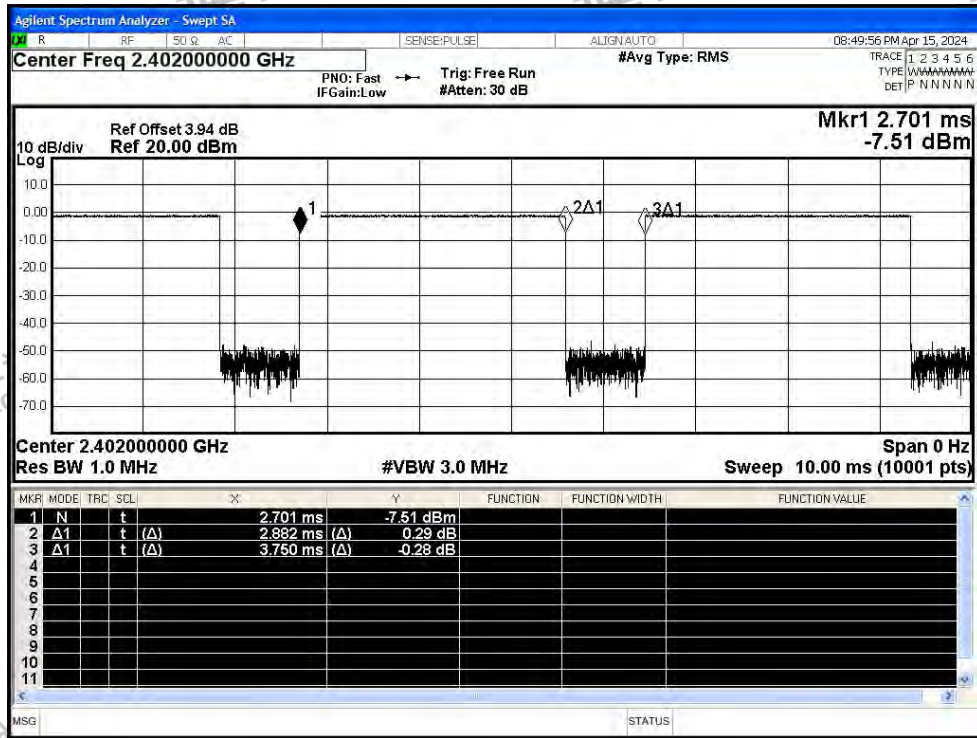 Agilent Spectrum Analyzer - Swept SA
LXI R RF 50 Ω AC SENSE:PULSE ALIGN AUTO 08:49:56 PM Apr 15, 2024
Center Freq 2.402000000 GHz
#Avg Type: RMS
TRACE 1 2 3 4 5 6
PNO: Fast Trig: Free Run
TYPE WWWWWW
IFGain:Low #Atten: 30 dB
DET P N N N N N
Mkr1 2.701 ms
Ref Offset 3.94 dB
10 dB/div Ref 20.00 dBm
-7.51 dBm
Log
10.0
0.00
1
2Δ1
3Δ1
-10.0
-20.0
-30.0
-40.0
-50.0
-60.0
-70.0
Center 2.402000000 GHz Span 0 Hz
Res BW 1.0 MHz #VBW 3.0 MHz Sweep 10.00 ms (10001 pts)
MKR MODE TRC SCL X Y FUNCTION FUNCTION WIDTH FUNCTION VALUE
1 N t 2.701 ms -7.51 dBm
2 Δ1 t (Δ) 2.882 ms (Δ) 0.29 dB
3 Δ1 t (Δ) 3.750 ms (Δ) -0.28 dB
4
5
6
7
8
9
10
11
MSG STATUS